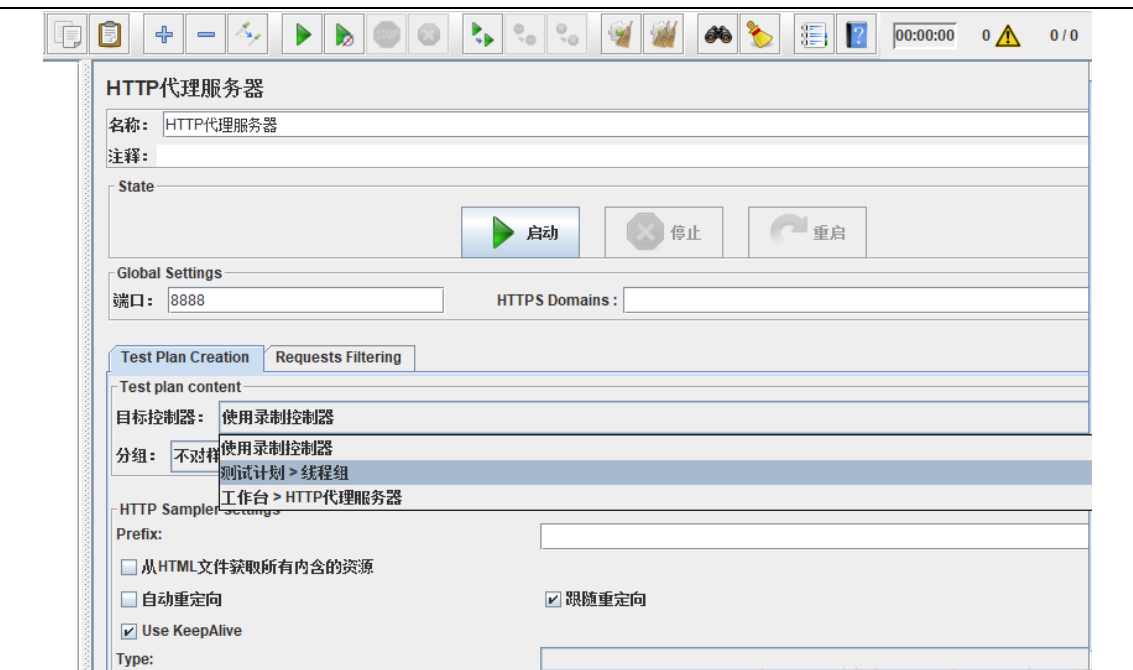 STOP
00:00:00 0 0 / 0
HTTP代理服务器
名称： HTTP代理服务器
注释：
State
启动 停止 重启
Global Settings
端口： 8888 HTTPS Domains :
Test Plan Creation Requests Filtering
Test plan content
目标控制器： 使用录制控制器
分组： 不对样
使用录制控制器
测试计划 > 线程组
工作台 > HTTP代理服务器
HTTP Sampler settings
Prefix:
从HTML文件获取所有内含的资源
自动重定向 跟随重定向
Use KeepAlive
Type: